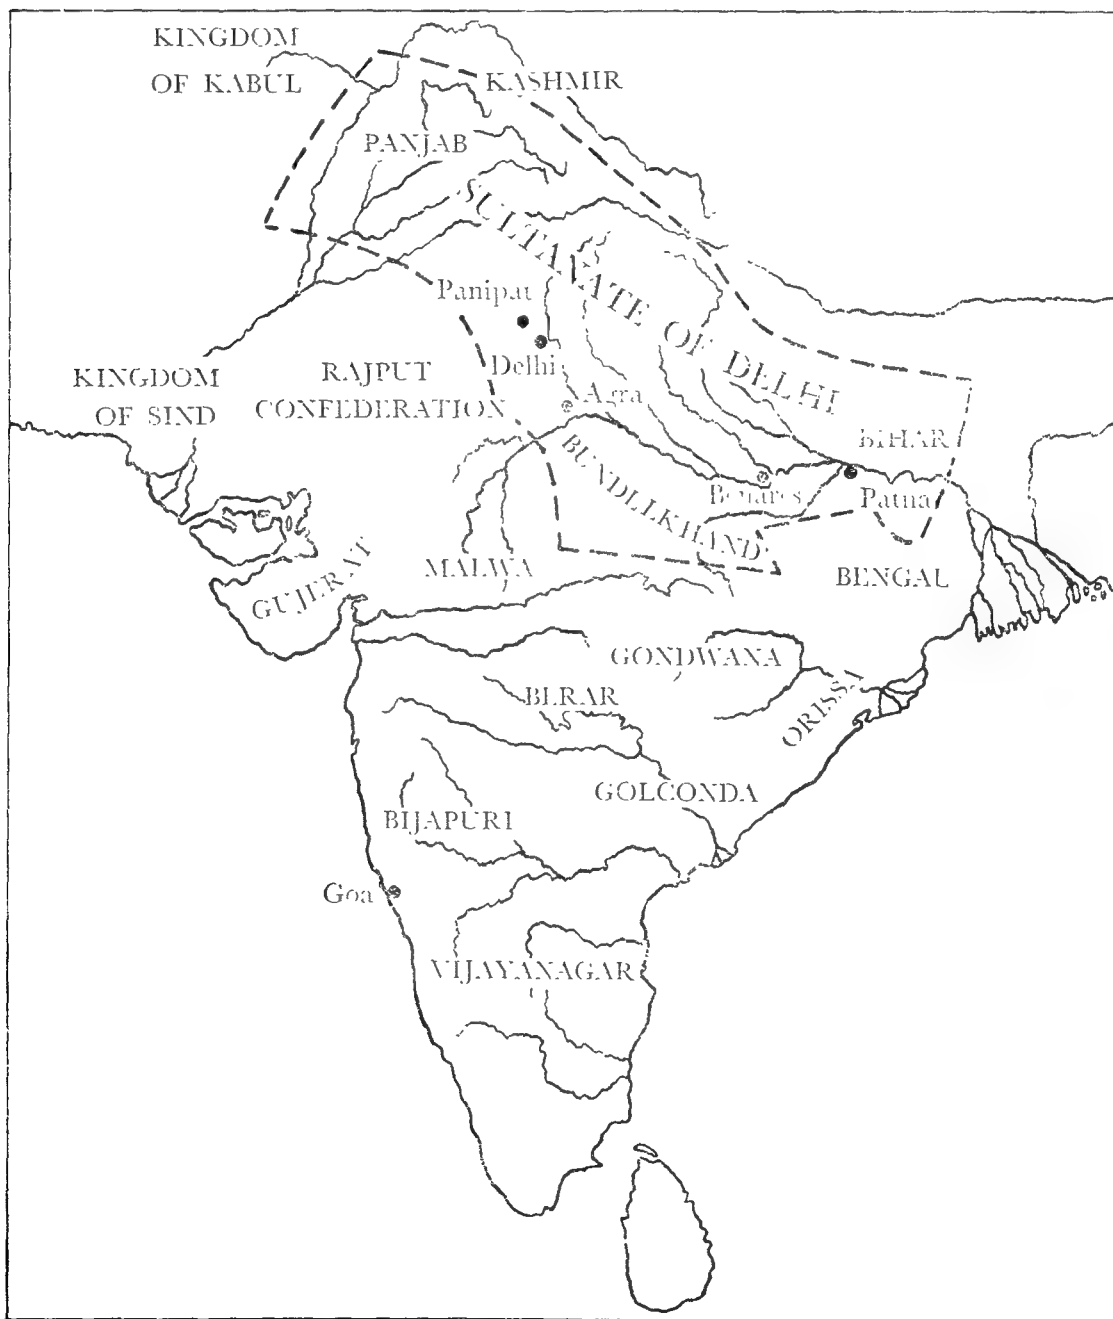 KINGDOM
OF KABUL
KASHMIR
PANJAB
SULTANATE OF DELHI
Panipat
Delhi
KINGDOM
OF SIND
RAJPUT
CONFEDERATION
Agra
BIHAR
BUNDELKHAND
Benares
Patna
MALWA
BENGAL
GUJERAT
GONDWANA
BERAR
ORISSA
GOLCONDA
BIJAPURI
Goa
VIJAYANAGAR